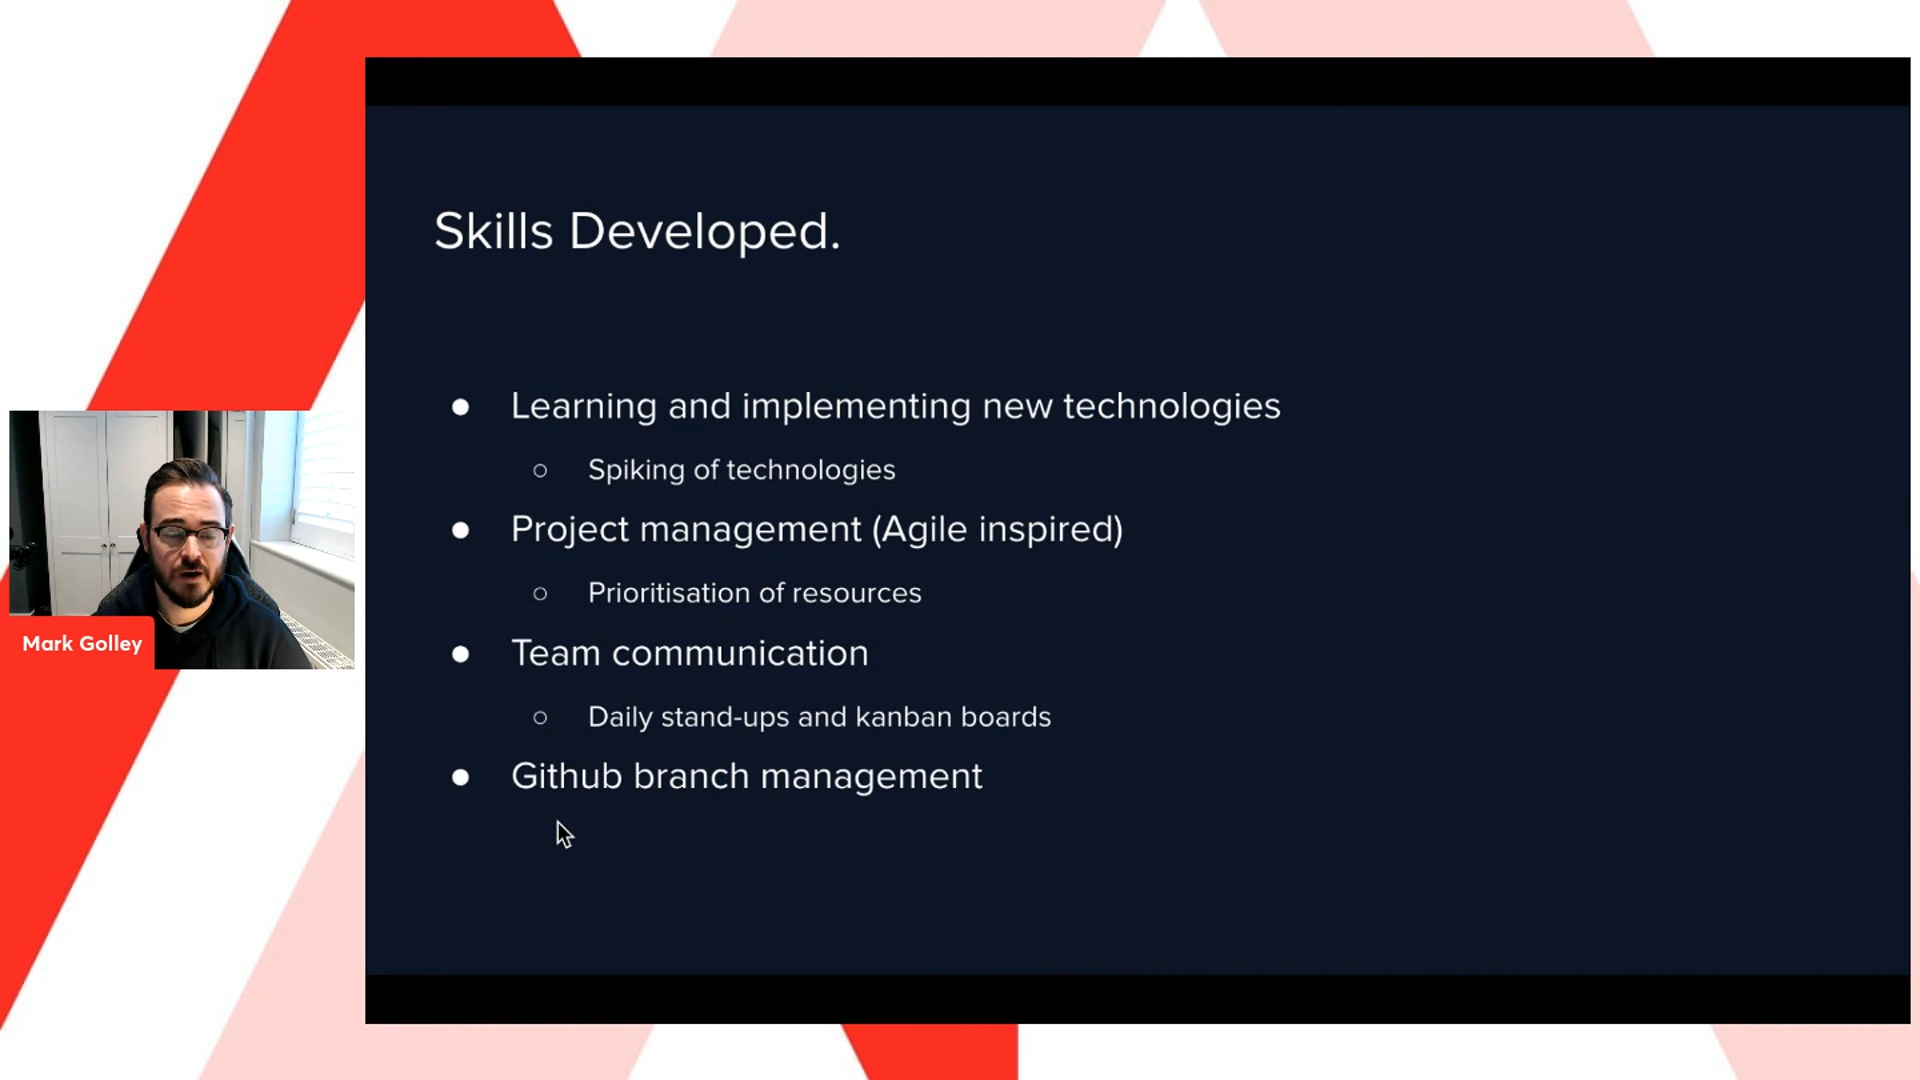 Skills Developed.
Learning and implementing new technologies
Spiking of technologies
Project management (Agile inspired)
Prioritisation of resources
Team communication
Daily stand-ups and kanban boards
Github branch management
Mark Golley